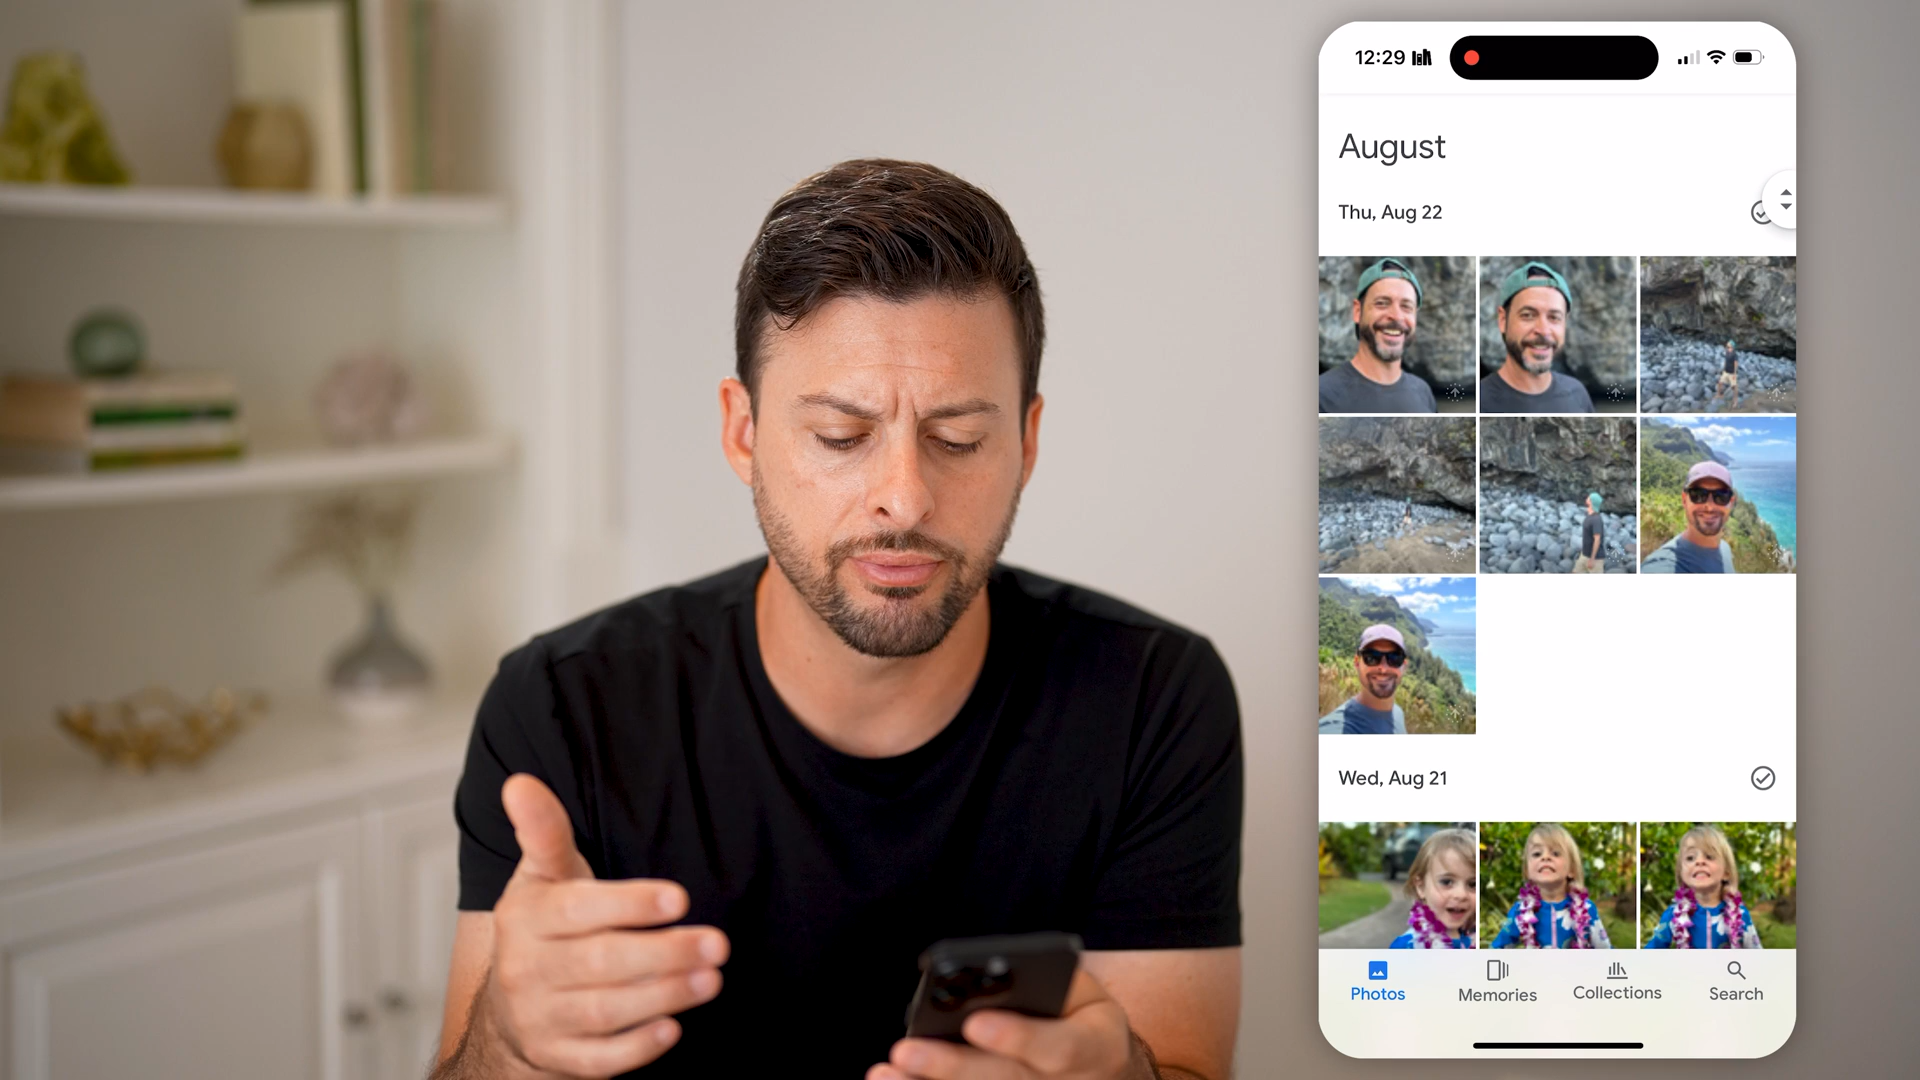 12:29
August
Thu, Aug 22
Wed, Aug 21
Photos
Memories
Collections
Search